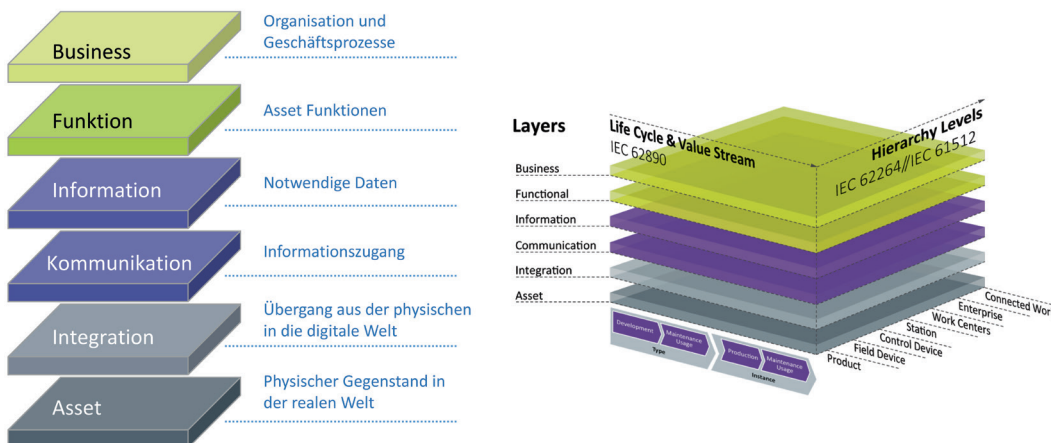 Business
Organisation und
Geschäftsprozesse
Funktion
Asset Funktionen
Information
Notwendige Daten
Kommunikation
Informationszugang
Integration
Übergang aus der physischen
in die digitale Welt
Asset
Physischer Gegenstand in
der realen Welt
Layers
Life Cycle & Value Stream
IEC 62890
Hierarchy Levels
IEC 62264//IEC 61512
Business
Functional
Information
Communication
Integration
Asset
Development
Maintenance
Usage
Production
Maintenance
Usage
Type
Instance
Connected Wor
Enterprise
Work Centers
Station
Control Device
Field Device
Product